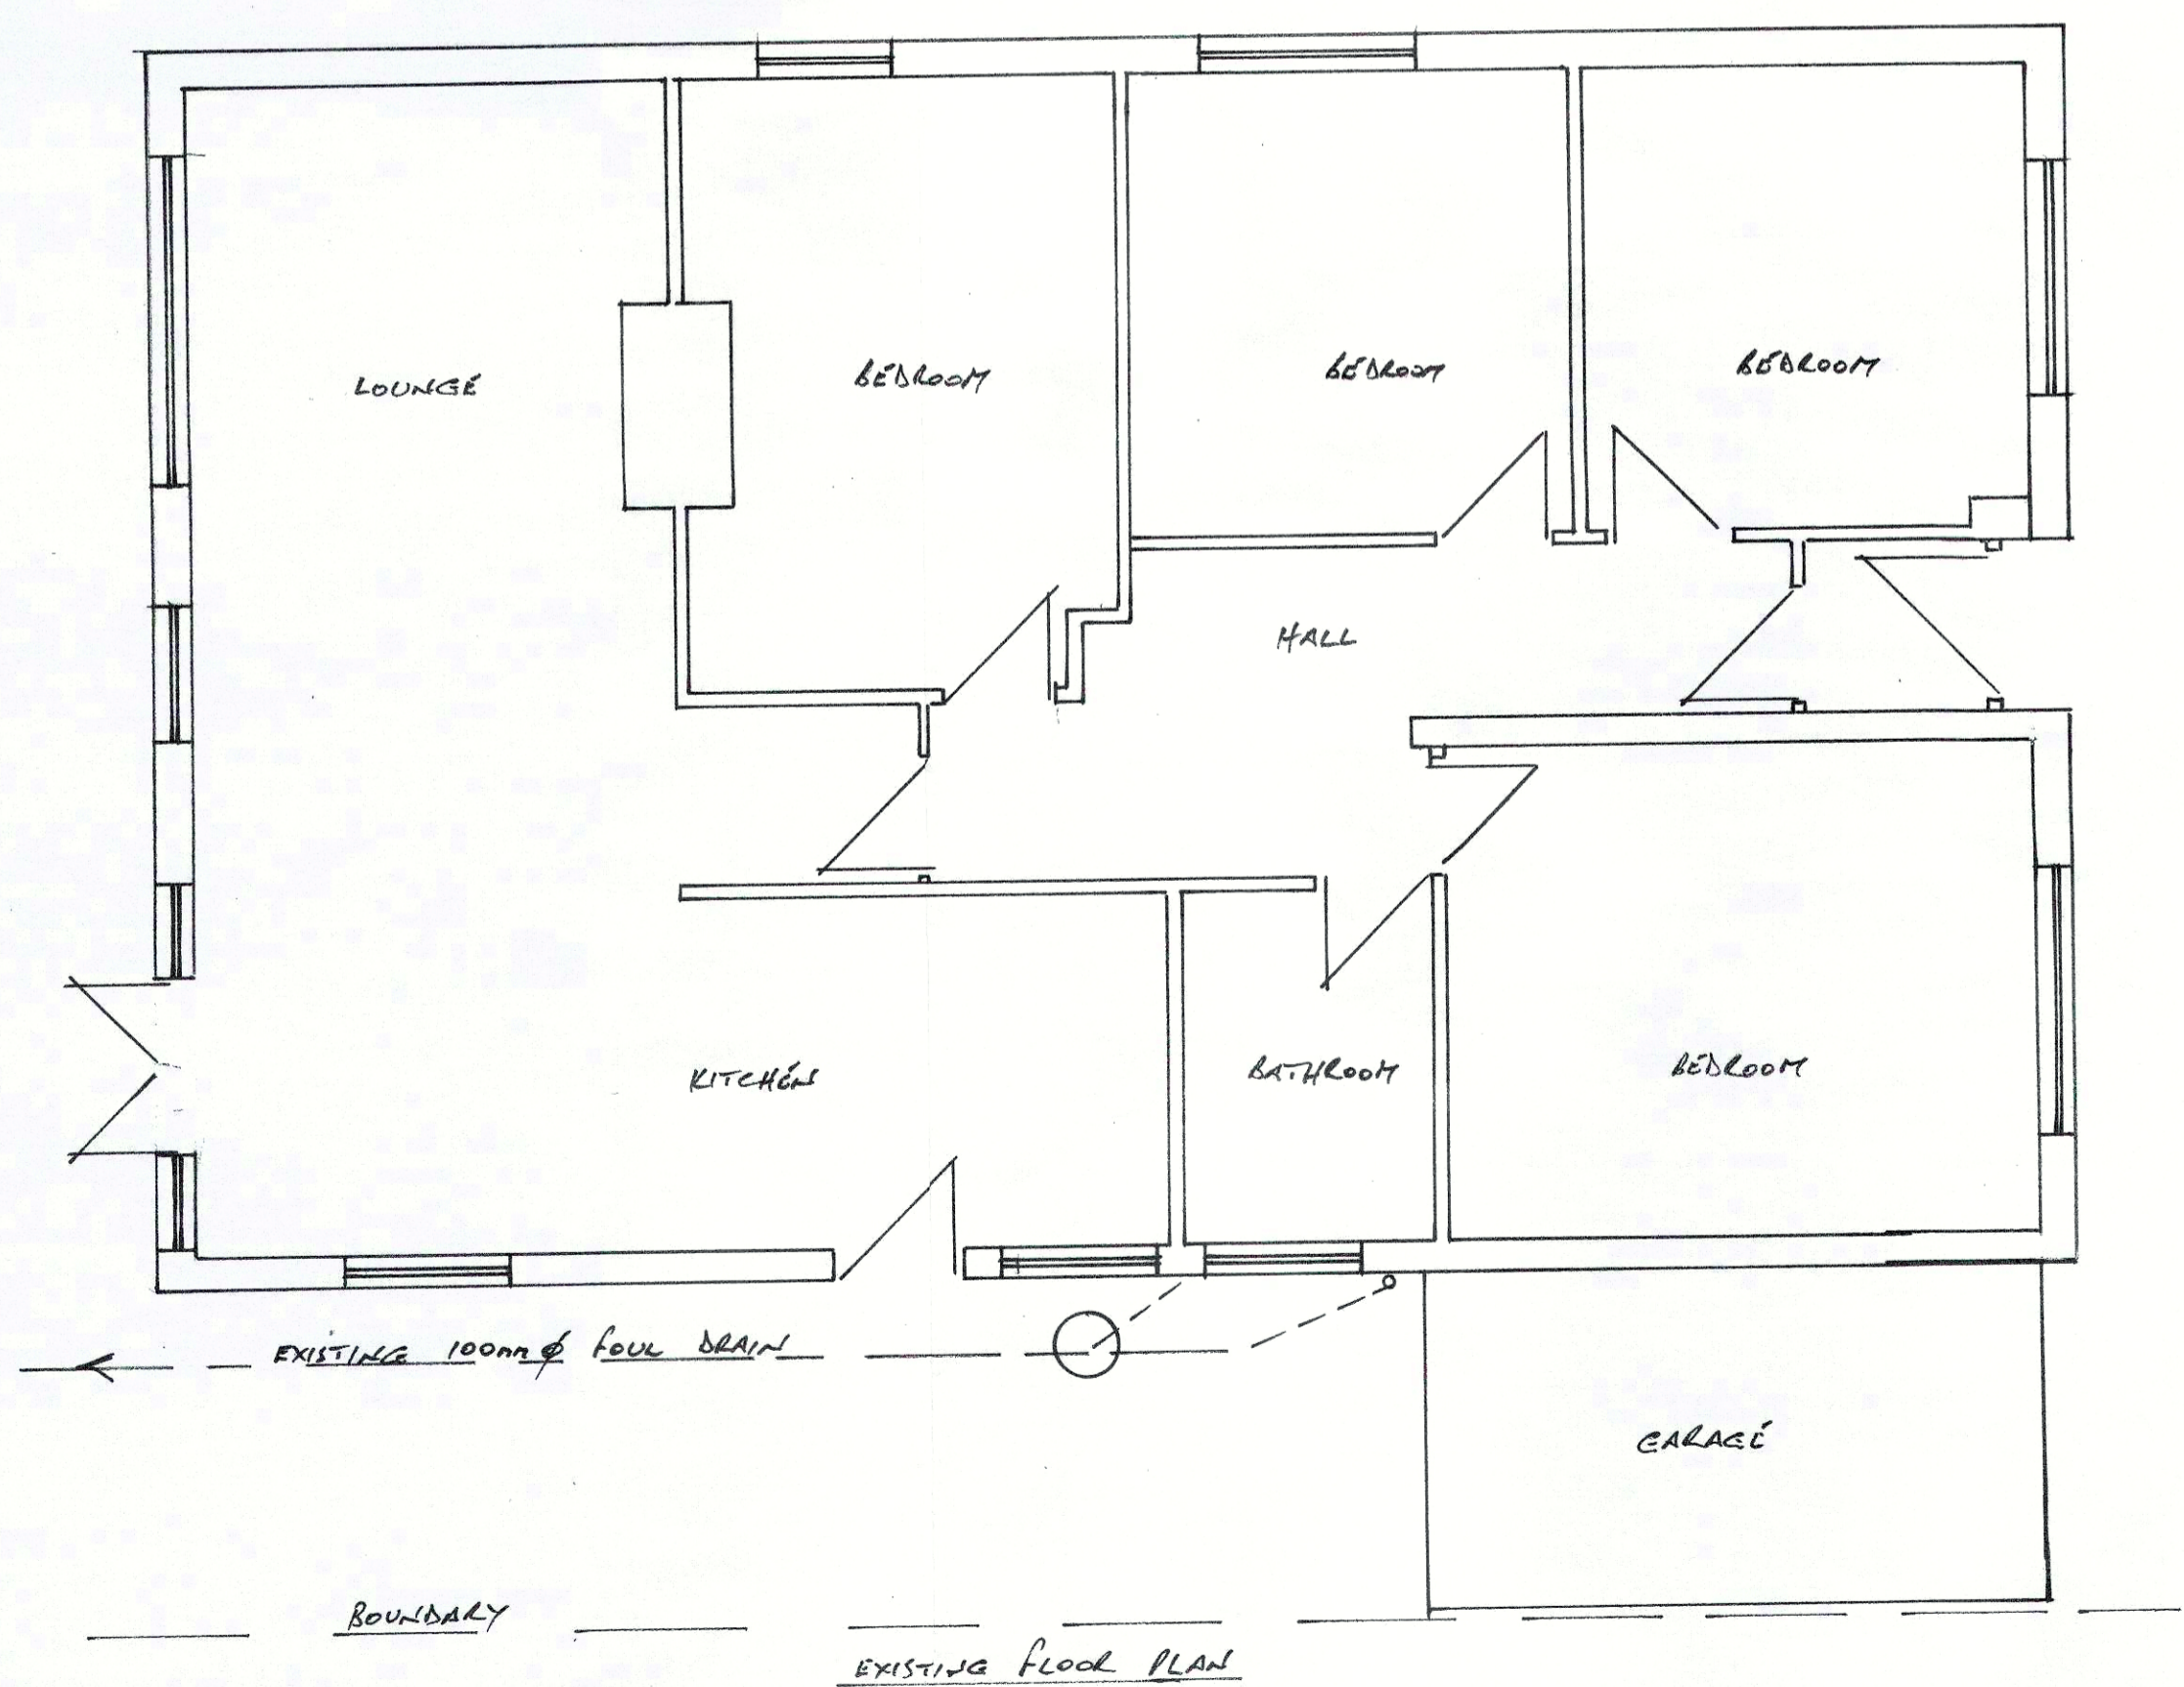 LOUNGE
BEDROOM
BEDROOM
BEDROOM
HALL
KITCHEN
BATHROOM
BEDROOM
EXISTING 100mm ø FOUL DRAIN
GARAGE
BOUNDARY
EXISTING FLOOR PLAN